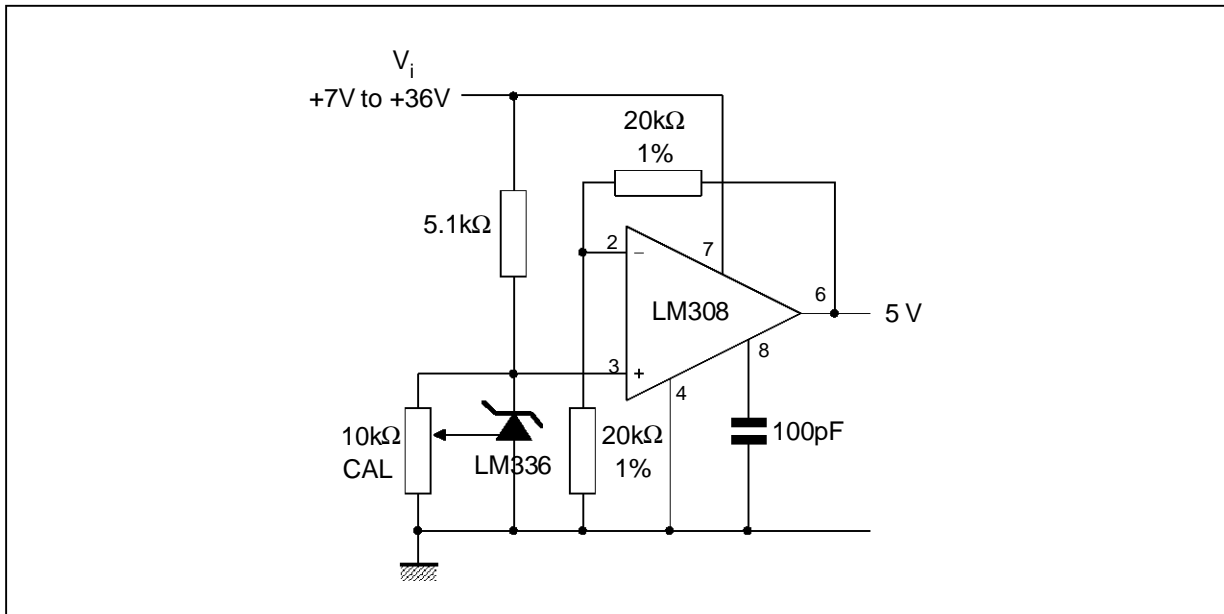 Vi
+7V to +36V
20kΩ
1%
5.1kΩ
2
−
7
LM308
6
5 V
8
3
+
4
10kΩ
CAL
LM336
20kΩ
1%
100pF